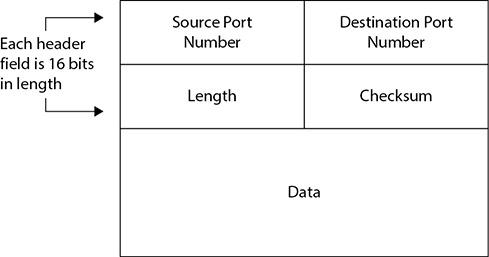 Each header
field is 16 bits
in length
Source Port
Number
Destination Port
Number
Length
Checksum
Data